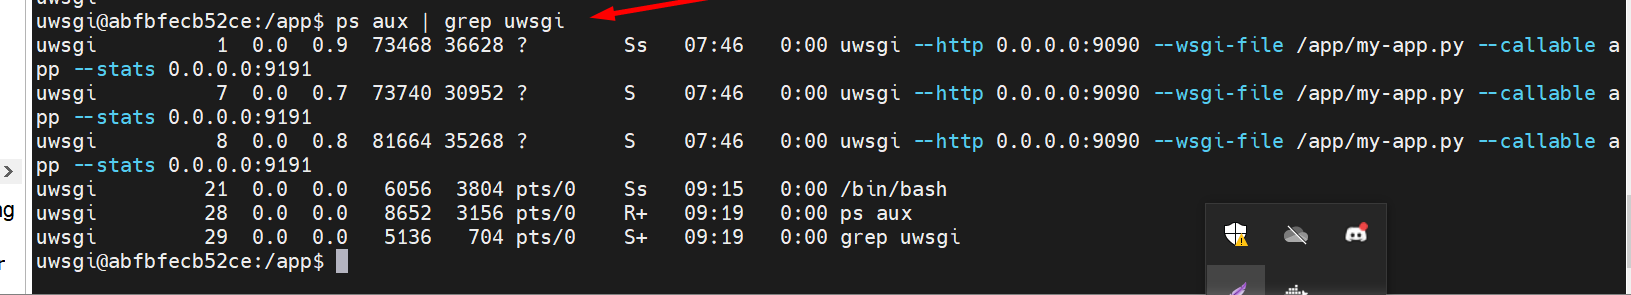 uwsgi@abfbfecb52ce:/app$ ps aux | grep uwsgi
uwsgi 1 0.0 0.9 73468 36628 ? Ss 07:46 0:00 uwsgi --http 0.0.0.0:9090 --wsgi-file /app/my-app.py --callable a
pp --stats 0.0.0.0:9191
uwsgi 7 0.0 0.7 73740 30952 ? S 07:46 0:00 uwsgi --http 0.0.0.0:9090 --wsgi-file /app/my-app.py --callable a
pp --stats 0.0.0.0:9191
uwsgi 8 0.0 0.8 81664 35268 ? S 07:46 0:00 uwsgi --http 0.0.0.0:9090 --wsgi-file /app/my-app.py --callable a
pp --stats 0.0.0.0:9191
uwsgi 21 0.0 0.0 6056 3804 pts/0 Ss 09:15 0:00 /bin/bash
uwsgi 28 0.0 0.0 8652 3156 pts/0 R+ 09:19 0:00 ps aux
uwsgi 29 0.0 0.0 5136 704 pts/0 S+ 09:19 0:00 grep uwsgi
uwsgi@abfbfecb52ce:/app$